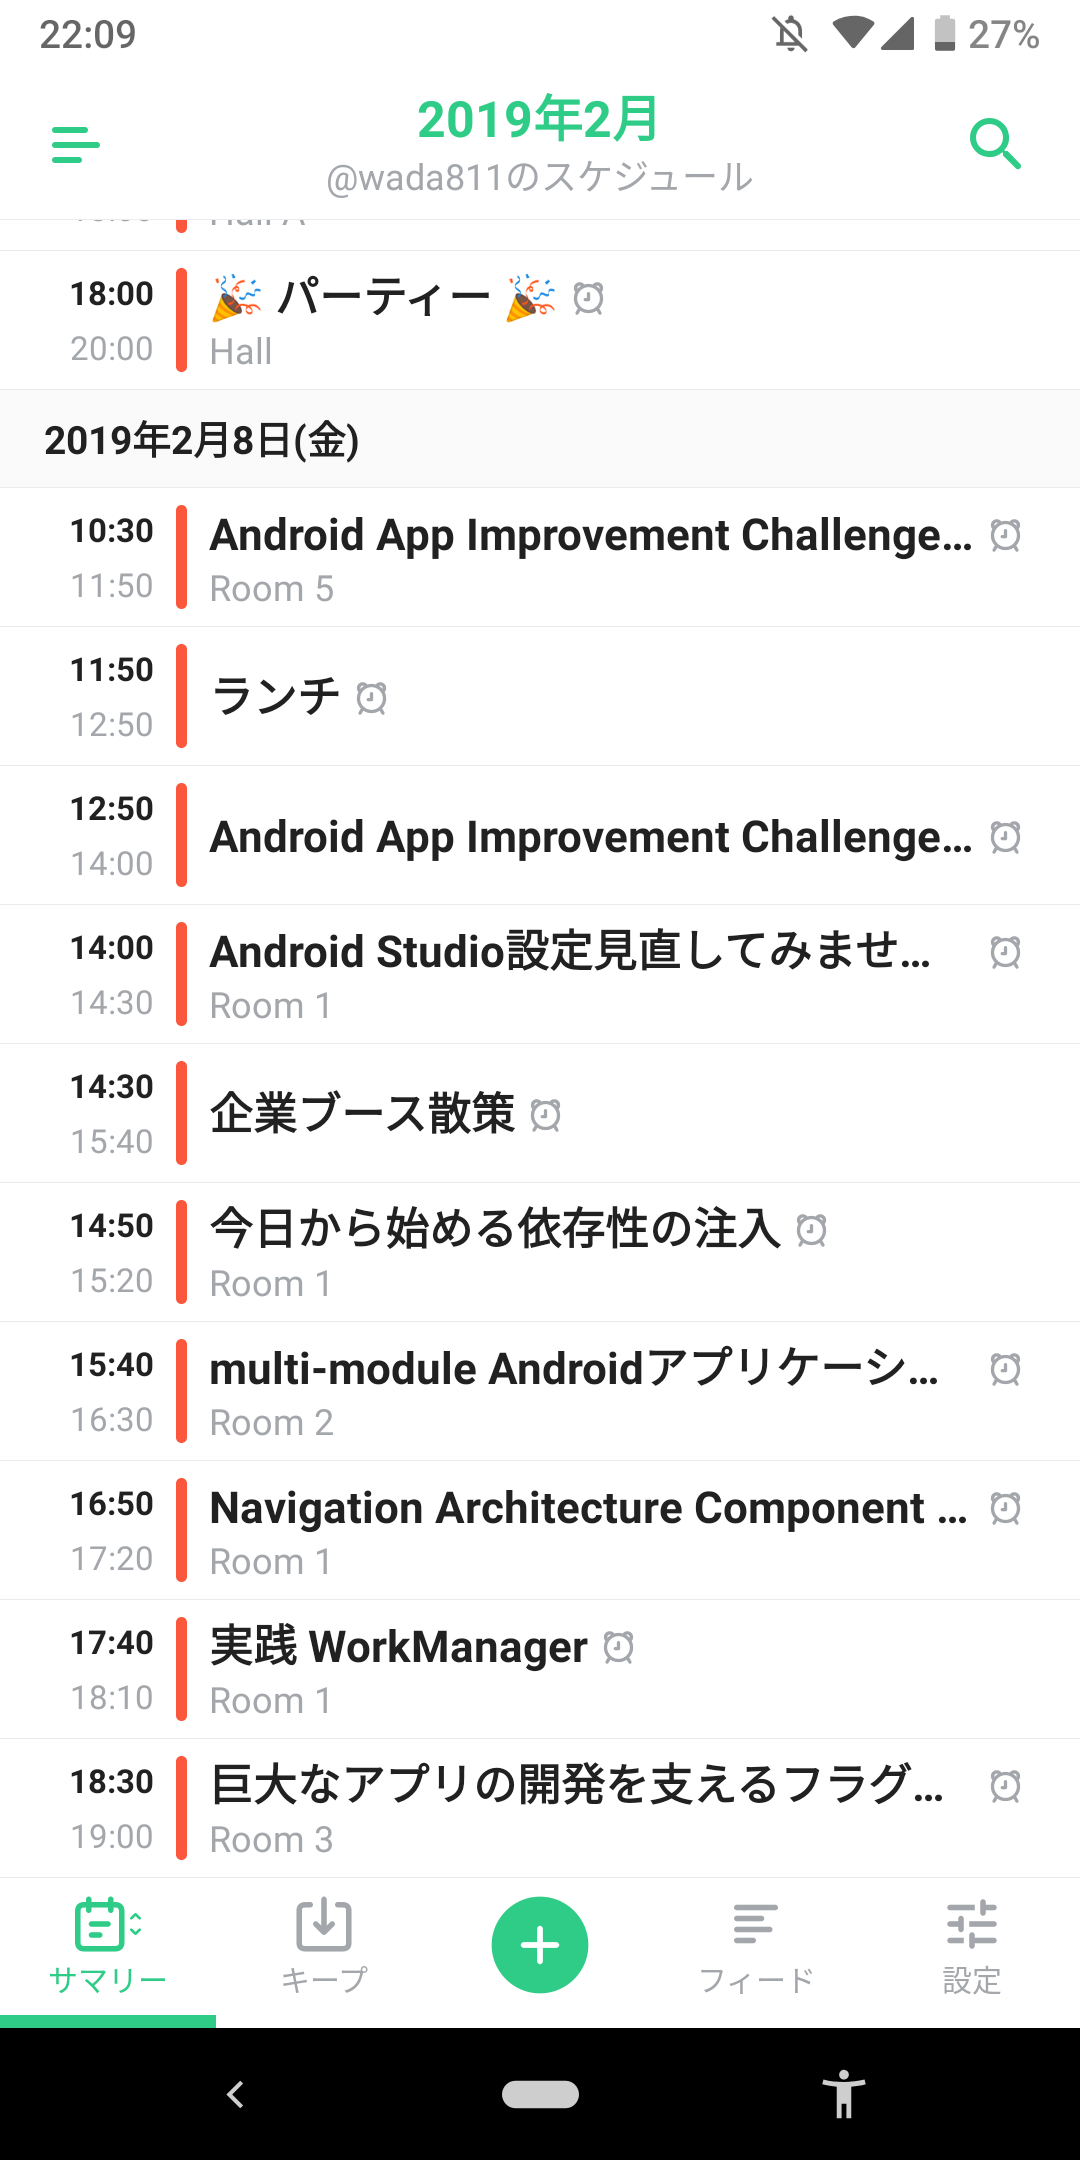 22:09
27%
2019年2月
@wada811のスケジュール
Hall A
18:00
🎉 パーティー 🎉
20:00
Hall
2019年2月8日(金)
10:30
Android App Improvement Challenge…
11:50
Room 5
11:50
ランチ
12:50
12:50
Android App Improvement Challenge…
14:00
14:00
Android Studio設定見直してみませ…
14:30
Room 1
14:30
企業ブース散策
15:40
14:50
今日から始める依存性の注入
15:20
Room 1
15:40
multi-module Androidアプリケーシ…
16:30
Room 2
16:50
Navigation Architecture Component …
17:20
Room 1
17:40
実践 WorkManager
18:10
Room 1
18:30
巨大なアプリの開発を支えるフラグ…
19:00
Room 3
サマリー
キープ
フィード
設定